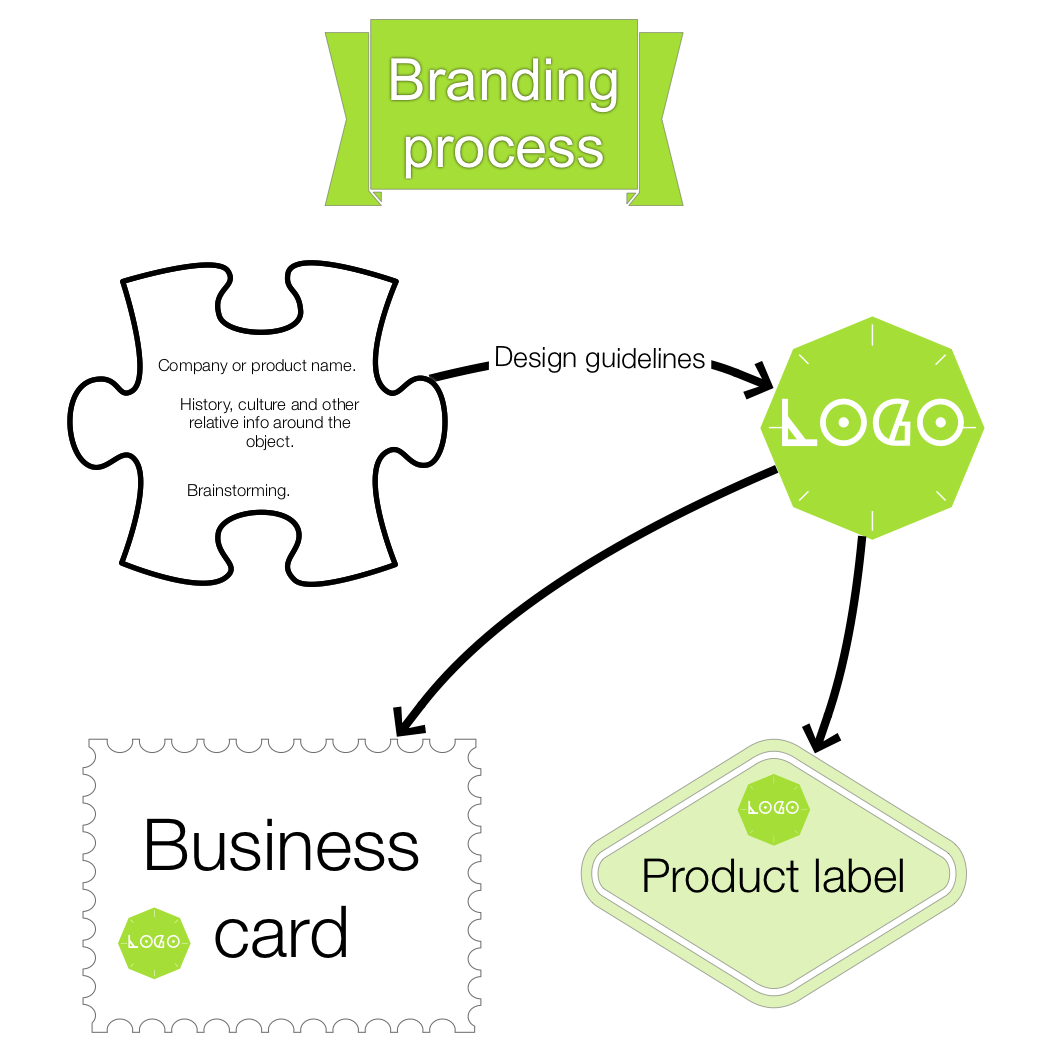 Branding
process
Company or product name.
History, culture and other
relative info around the
object.
Brainstorming.
Design guidelines
LOGO
Business
card
LOGO
LOGO
Product label